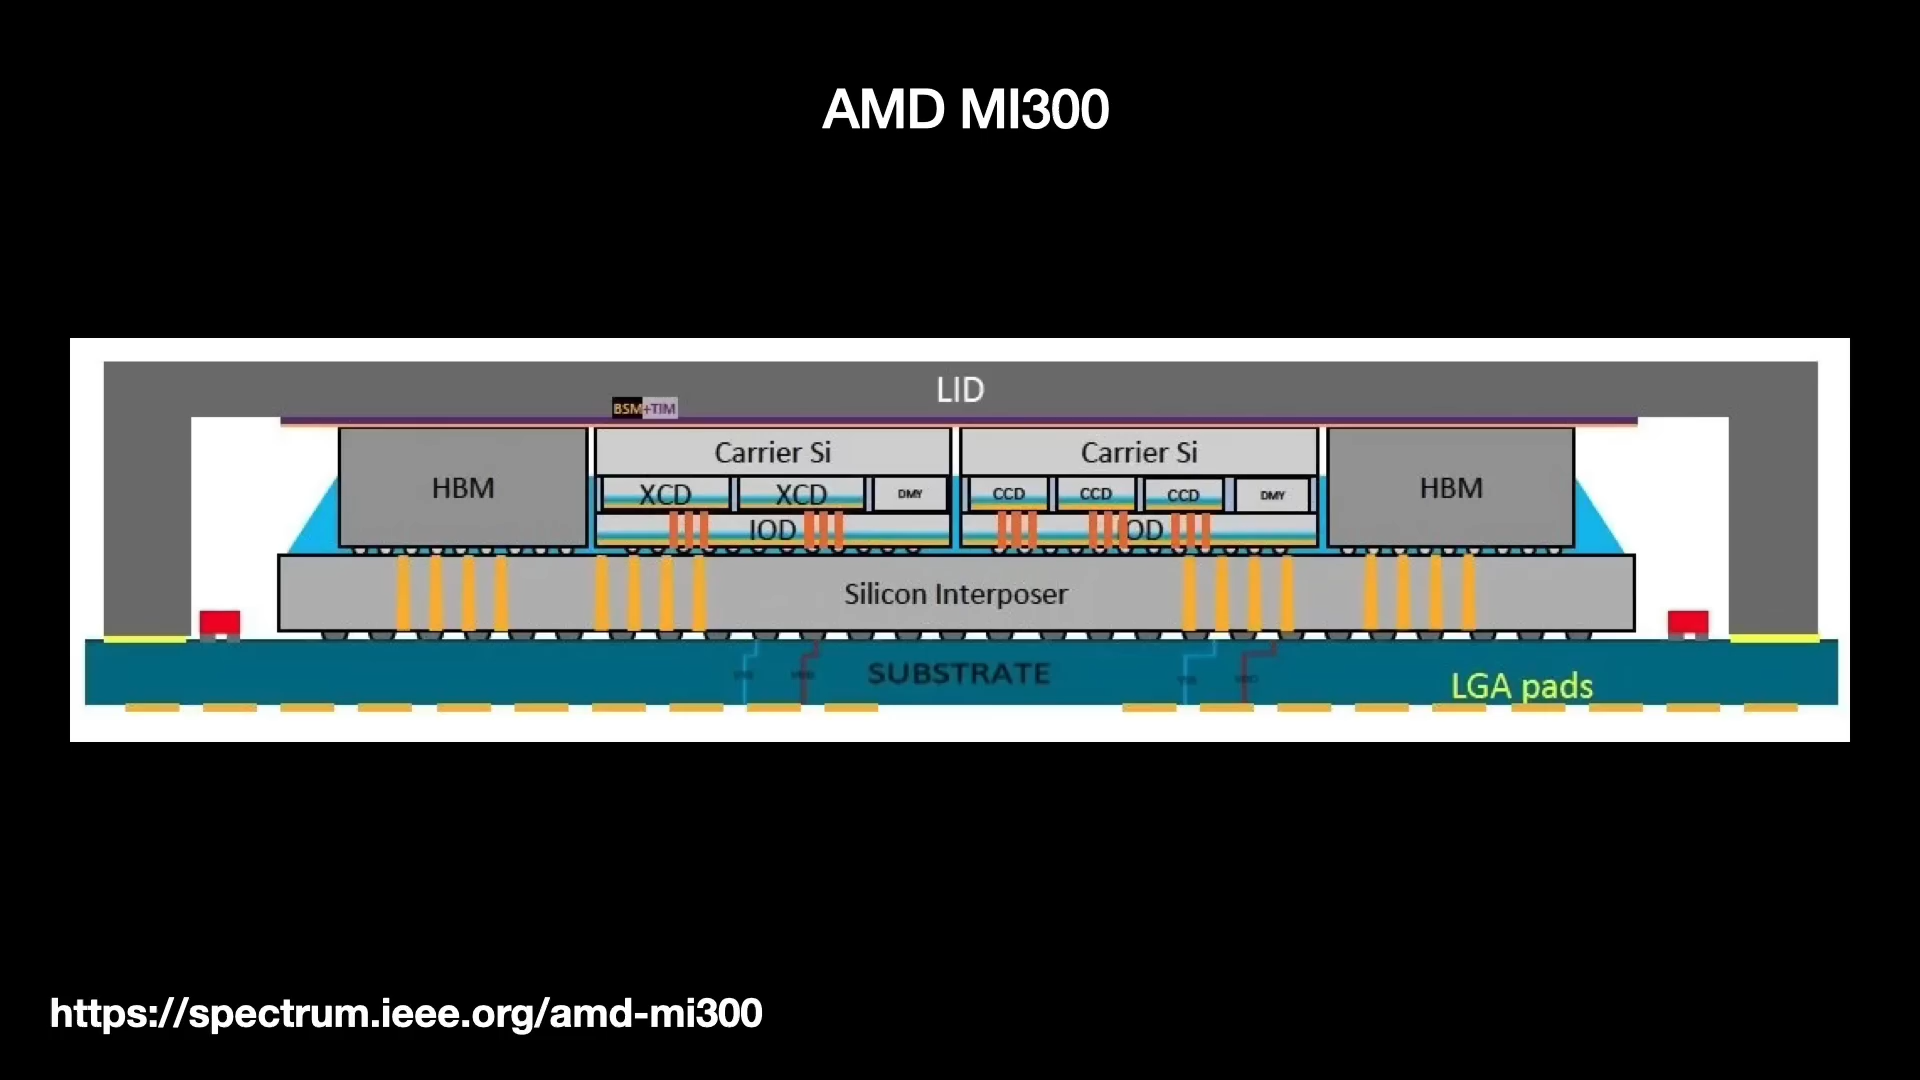 AMD MI300
LID
BSM+TIM
Carrier Si
Carrier Si
HBM
XCD
XCD
DMY
CCD
CCD
CCD
DMY
HBM
IOD
OD
Silicon Interposer
SUBSTRATE
LGA pads
https://spectrum.ieee.org/amd-mi300